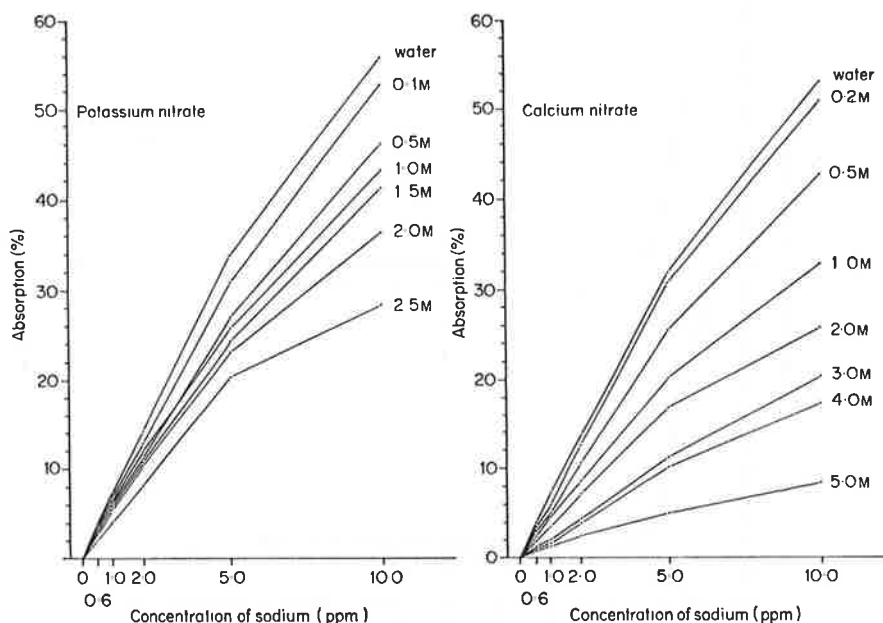 60
50
40
30
20
10
Absorption (%)
Potassium nitrate
water
0·1M
0·5M
1·0M
1·5M
2·0M
2·5M
0
1·0
2·0
5·0
10·0
0·6
Concentration of sodium (ppm)
60
50
40
30
20
10
0
Absorption (%)
Calcium nitrate
water
0·2M
0·5M
1·0M
2·0M
3·0M
4·0M
5·0M
0
1·0
2·0
5·0
10·0
0·6
Concentration of sodium (ppm)